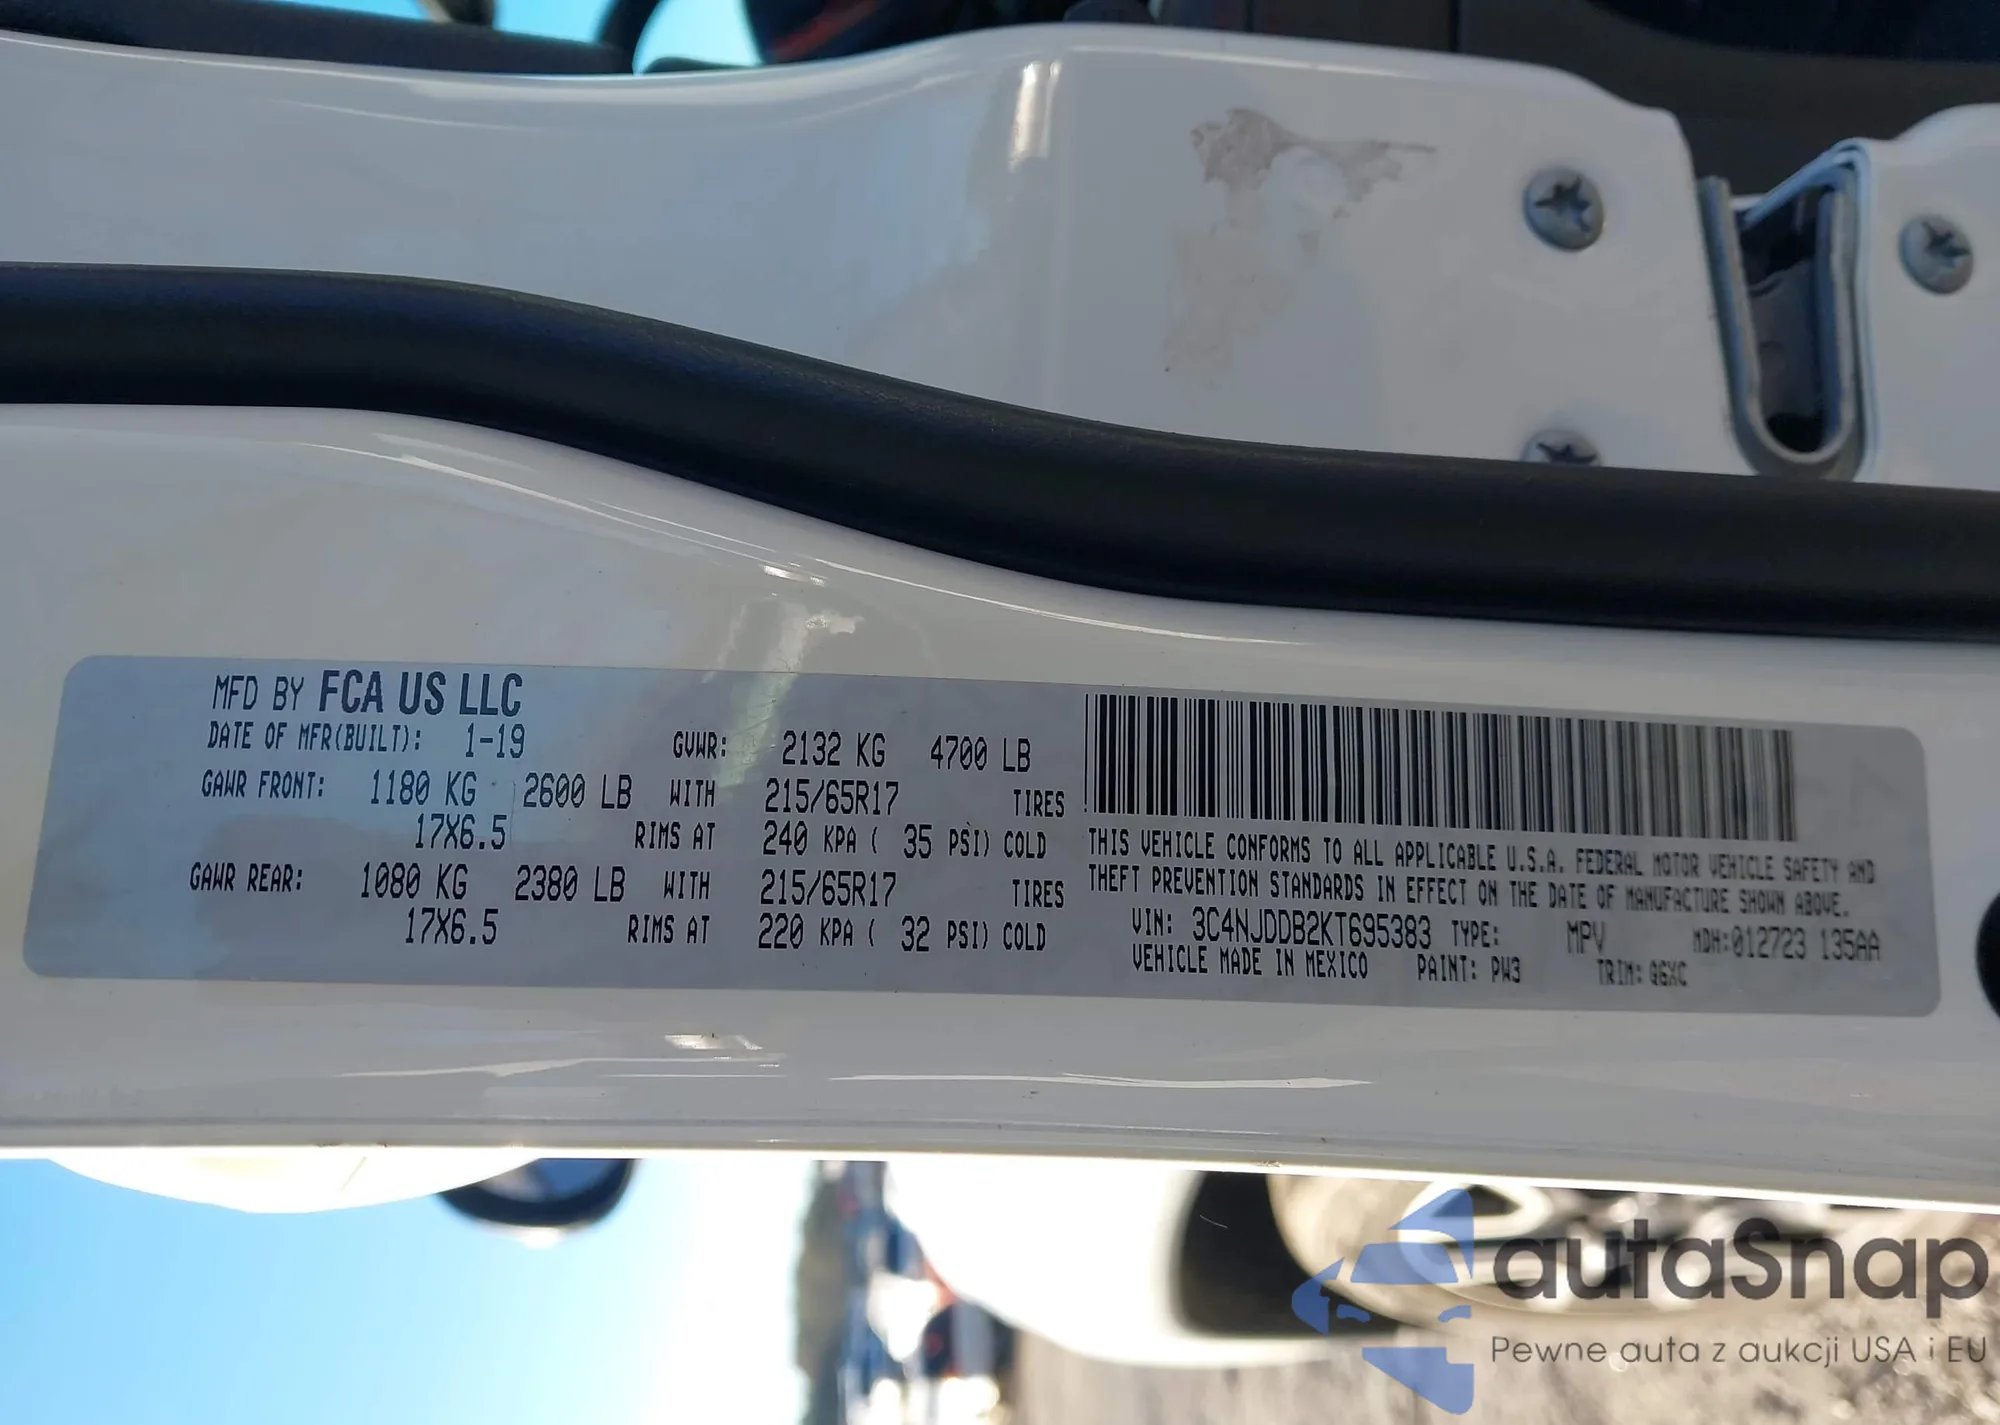 MFD BY FCA US LLC
DATE OF MFR(BUILT): 1-19 GVWR: 2132 KG 4700 LB
GAWR FRONT: 1180 KG 2600 LB WITH 215/65R17 TIRES
17X6.5 RIMS AT 240 KPA ( 35 PSI) COLD
GAWR REAR: 1080 KG 2380 LB WITH 215/65R17 TIRES
17X6.5 RIMS AT 220 KPA ( 32 PSI) COLD
THIS VEHICLE CONFORMS TO ALL APPLICABLE U.S.A. FEDERAL MOTOR VEHICLE SAFETY AND
THEFT PREVENTION STANDARDS IN EFFECT ON THE DATE OF MANUFACTURE SHOWN ABOVE.
VIN: 3C4NJDDB2KT695383 TYPE: MPV MDH:012723 135AA
VEHICLE MADE IN MEXICO PAINT: PW3 TRIM: Q6XC
autaSnap
Pewne auta z aukcji USA i EU